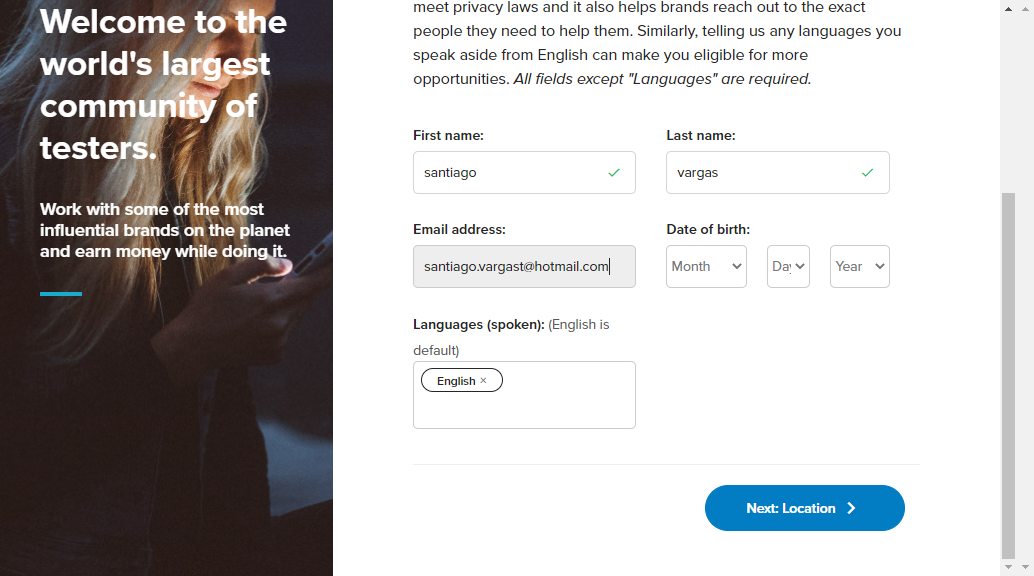 Welcome to the
world's largest
community of
testers.
Work with some of the most
influential brands on the planet
and earn money while doing it.
meet privacy laws and it also helps brands reach out to the exact
people they need to help them. Similarly, telling us any languages you
speak aside from English can make you eligible for more
opportunities. All fields except "Languages" are required.
First name:
Last name:
santiago
vargas
Email address:
Date of birth:
santiago.vargast@hotmail.com
Month
Day
Year
Languages (spoken): (English is
default)
English ×
Next: Location